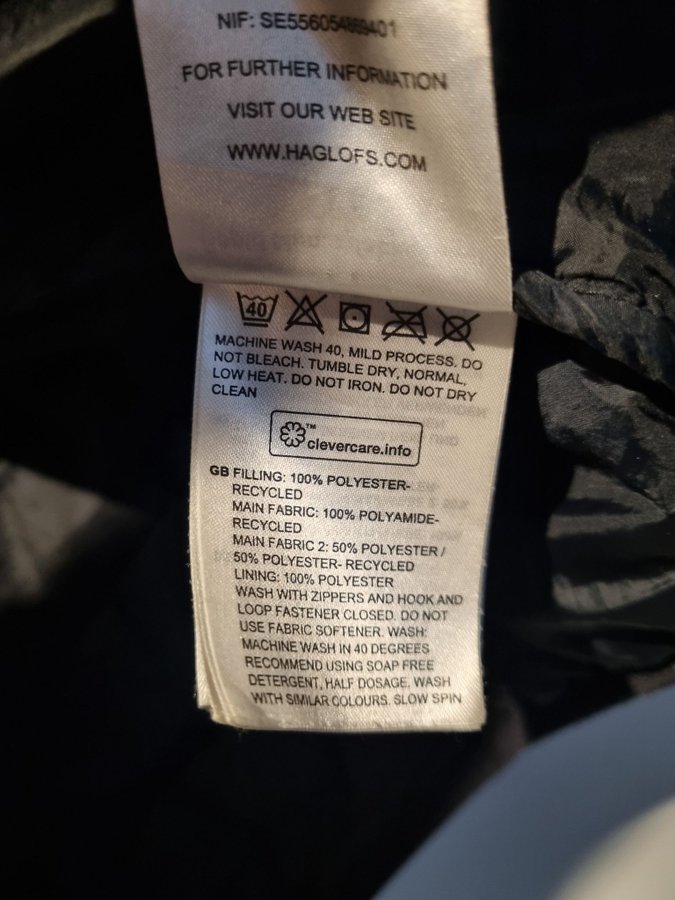 NIF: SE556054869401
FOR FURTHER INFORMATION
VISIT OUR WEB SITE
WWW.HAGLOFS.COM
40
MACHINE WASH 40, MILD PROCESS. DO
NOT BLEACH. TUMBLE DRY, NORMAL,
LOW HEAT. DO NOT IRON. DO NOT DRY
CLEAN
™
clevercare.info
GB FILLING: 100% POLYESTER-
RECYCLED
MAIN FABRIC: 100% POLYAMIDE-
RECYCLED
MAIN FABRIC 2: 50% POLYESTER /
50% POLYESTER- RECYCLED
LINING: 100% POLYESTER
WASH WITH ZIPPERS AND HOOK AND
LOOP FASTENER CLOSED. DO NOT
USE FABRIC SOFTENER. WASH:
MACHINE WASH IN 40 DEGREES
RECOMMEND USING SOAP FREE
DETERGENT, HALF DOSAGE. WASH
WITH SIMILAR COLOURS. SLOW SPIN